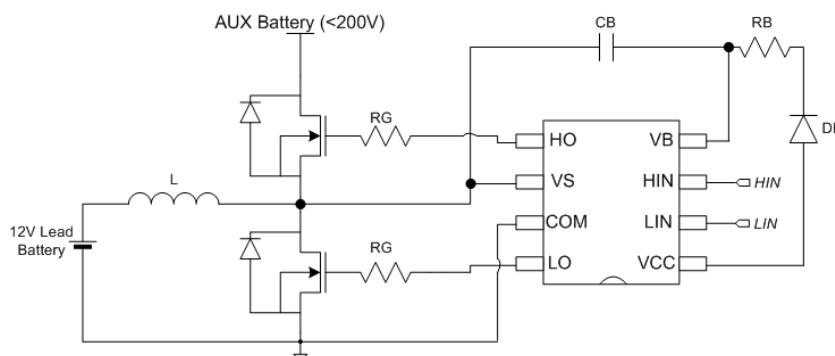 AUX Battery (<200V)
CB
RB
RG
HO
VB
L
VS
HIN
HIN
12V Lead
Battery
COM
LIN
LIN
RG
LO
VCC